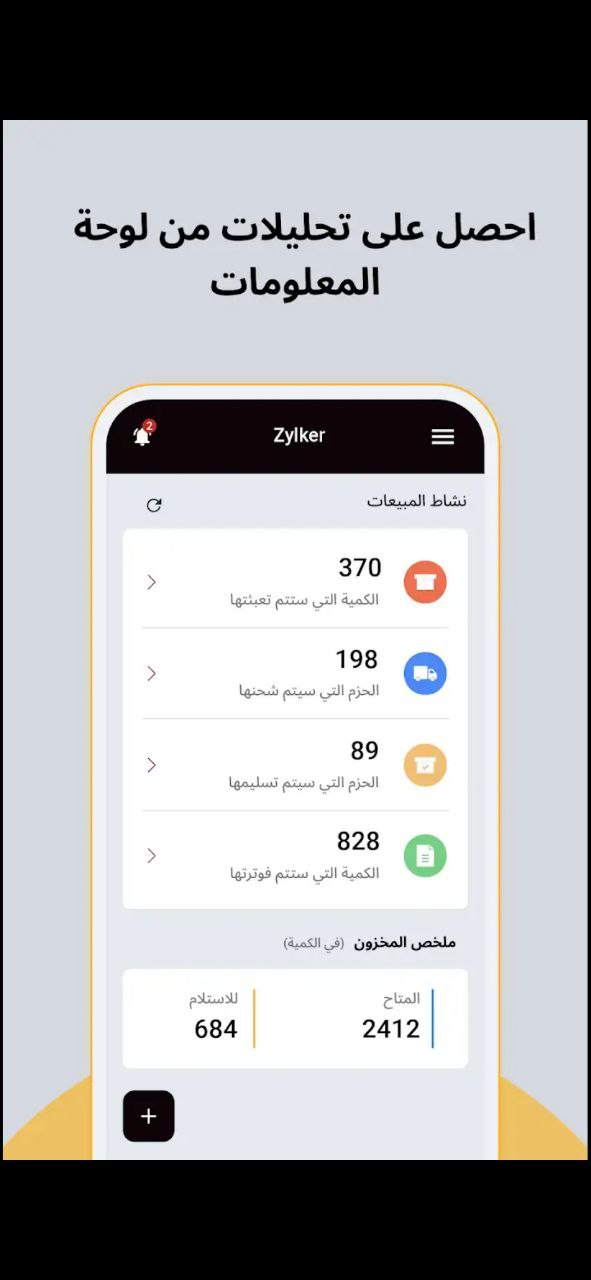 احصل على تحليلات من لوحة
المعلومات
2
Zylker
نشاط المبيعات
370
الكمية التي ستتم تعبئتها
198
الحزم التي سيتم شحنها
89
الحزم التي سيتم تسليمها
828
الكمية التي ستتم فوترتها
ملخص المخزون (في الكمية)
المتاح
2412
للاستلام
684